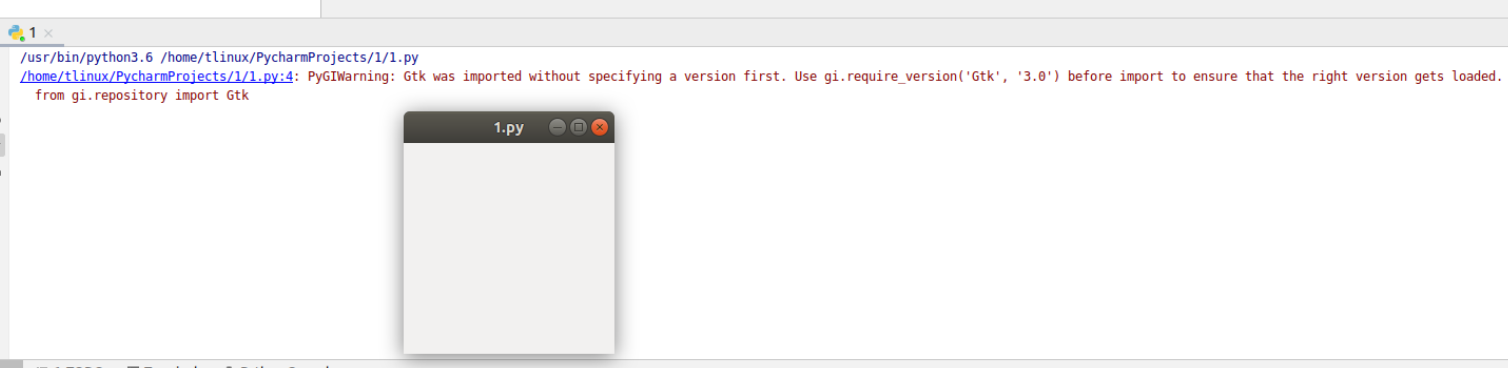 1
/usr/bin/python3.6 /home/tlinux/PycharmProjects/1/1.py
/home/tlinux/PycharmProjects/1/1.py:4: PyGIWarning: Gtk was imported without specifying a version first. Use gi.require_version('Gtk', '3.0') before import to ensure that the right version gets loaded.
from gi.repository import Gtk
1.py